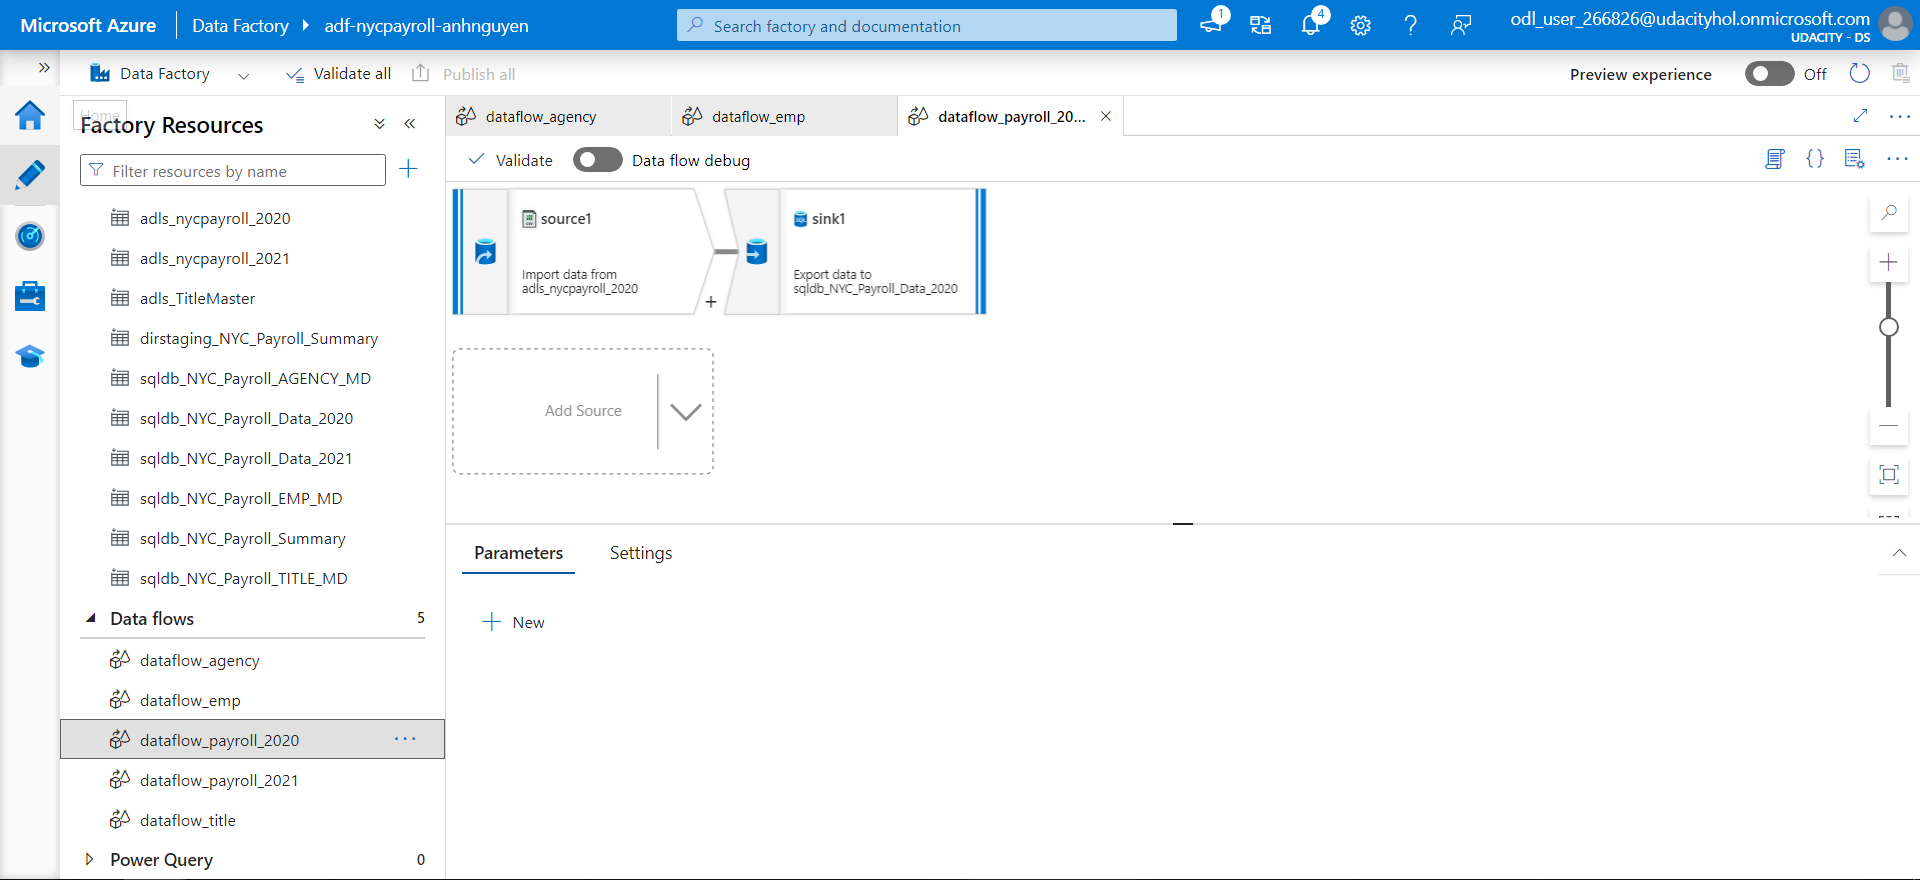 Microsoft Azure
Data Factory
adf-nycpayroll-anhnguyen
Search factory and documentation
1
4
odl_user_266826@udacityhol.onmicrosoft.com
UDACITY - DS
Data Factory
Validate all
Publish all
Preview experience
Off
Home
Factory Resources
Filter resources by name
adls_nycpayroll_2020
adls_nycpayroll_2021
adls_TitleMaster
dirstaging_NYC_Payroll_Summary
sqldb_NYC_Payroll_AGENCY_MD
sqldb_NYC_Payroll_Data_2020
sqldb_NYC_Payroll_Data_2021
sqldb_NYC_Payroll_EMP_MD
sqldb_NYC_Payroll_Summary
sqldb_NYC_Payroll_TITLE_MD
Data flows 5
dataflow_agency
dataflow_emp
dataflow_payroll_2020
dataflow_payroll_2021
dataflow_title
Power Query 0
dataflow_agency
dataflow_emp
dataflow_payroll_20...
Validate
Data flow debug
source1
Import data from
adls_nycpayroll_2020
sink1
Export data to
sqldb_NYC_Payroll_Data_2020
Add Source
Parameters
Settings
New